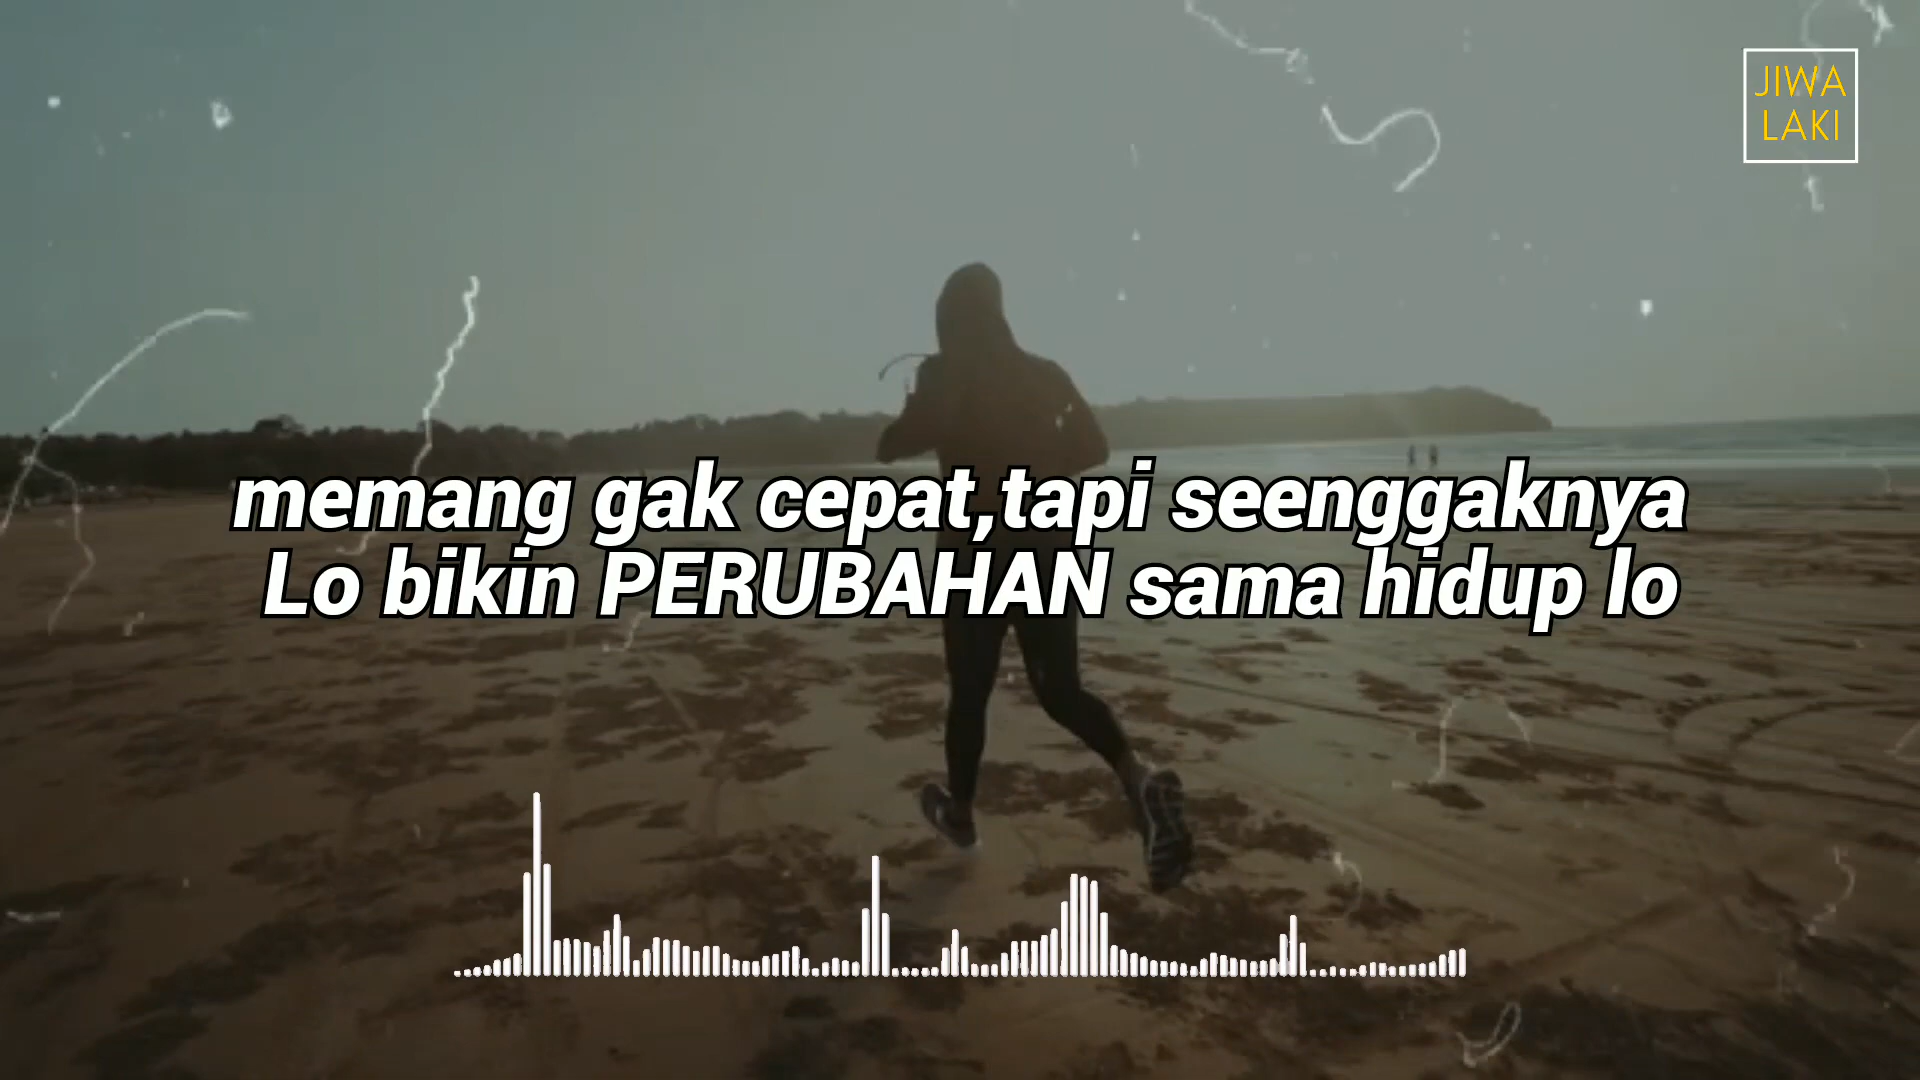 JIWA
LAKI
memang gak cepat,tapi seenggaknya
Lo bikin PERUBAHAN sama hidup lo